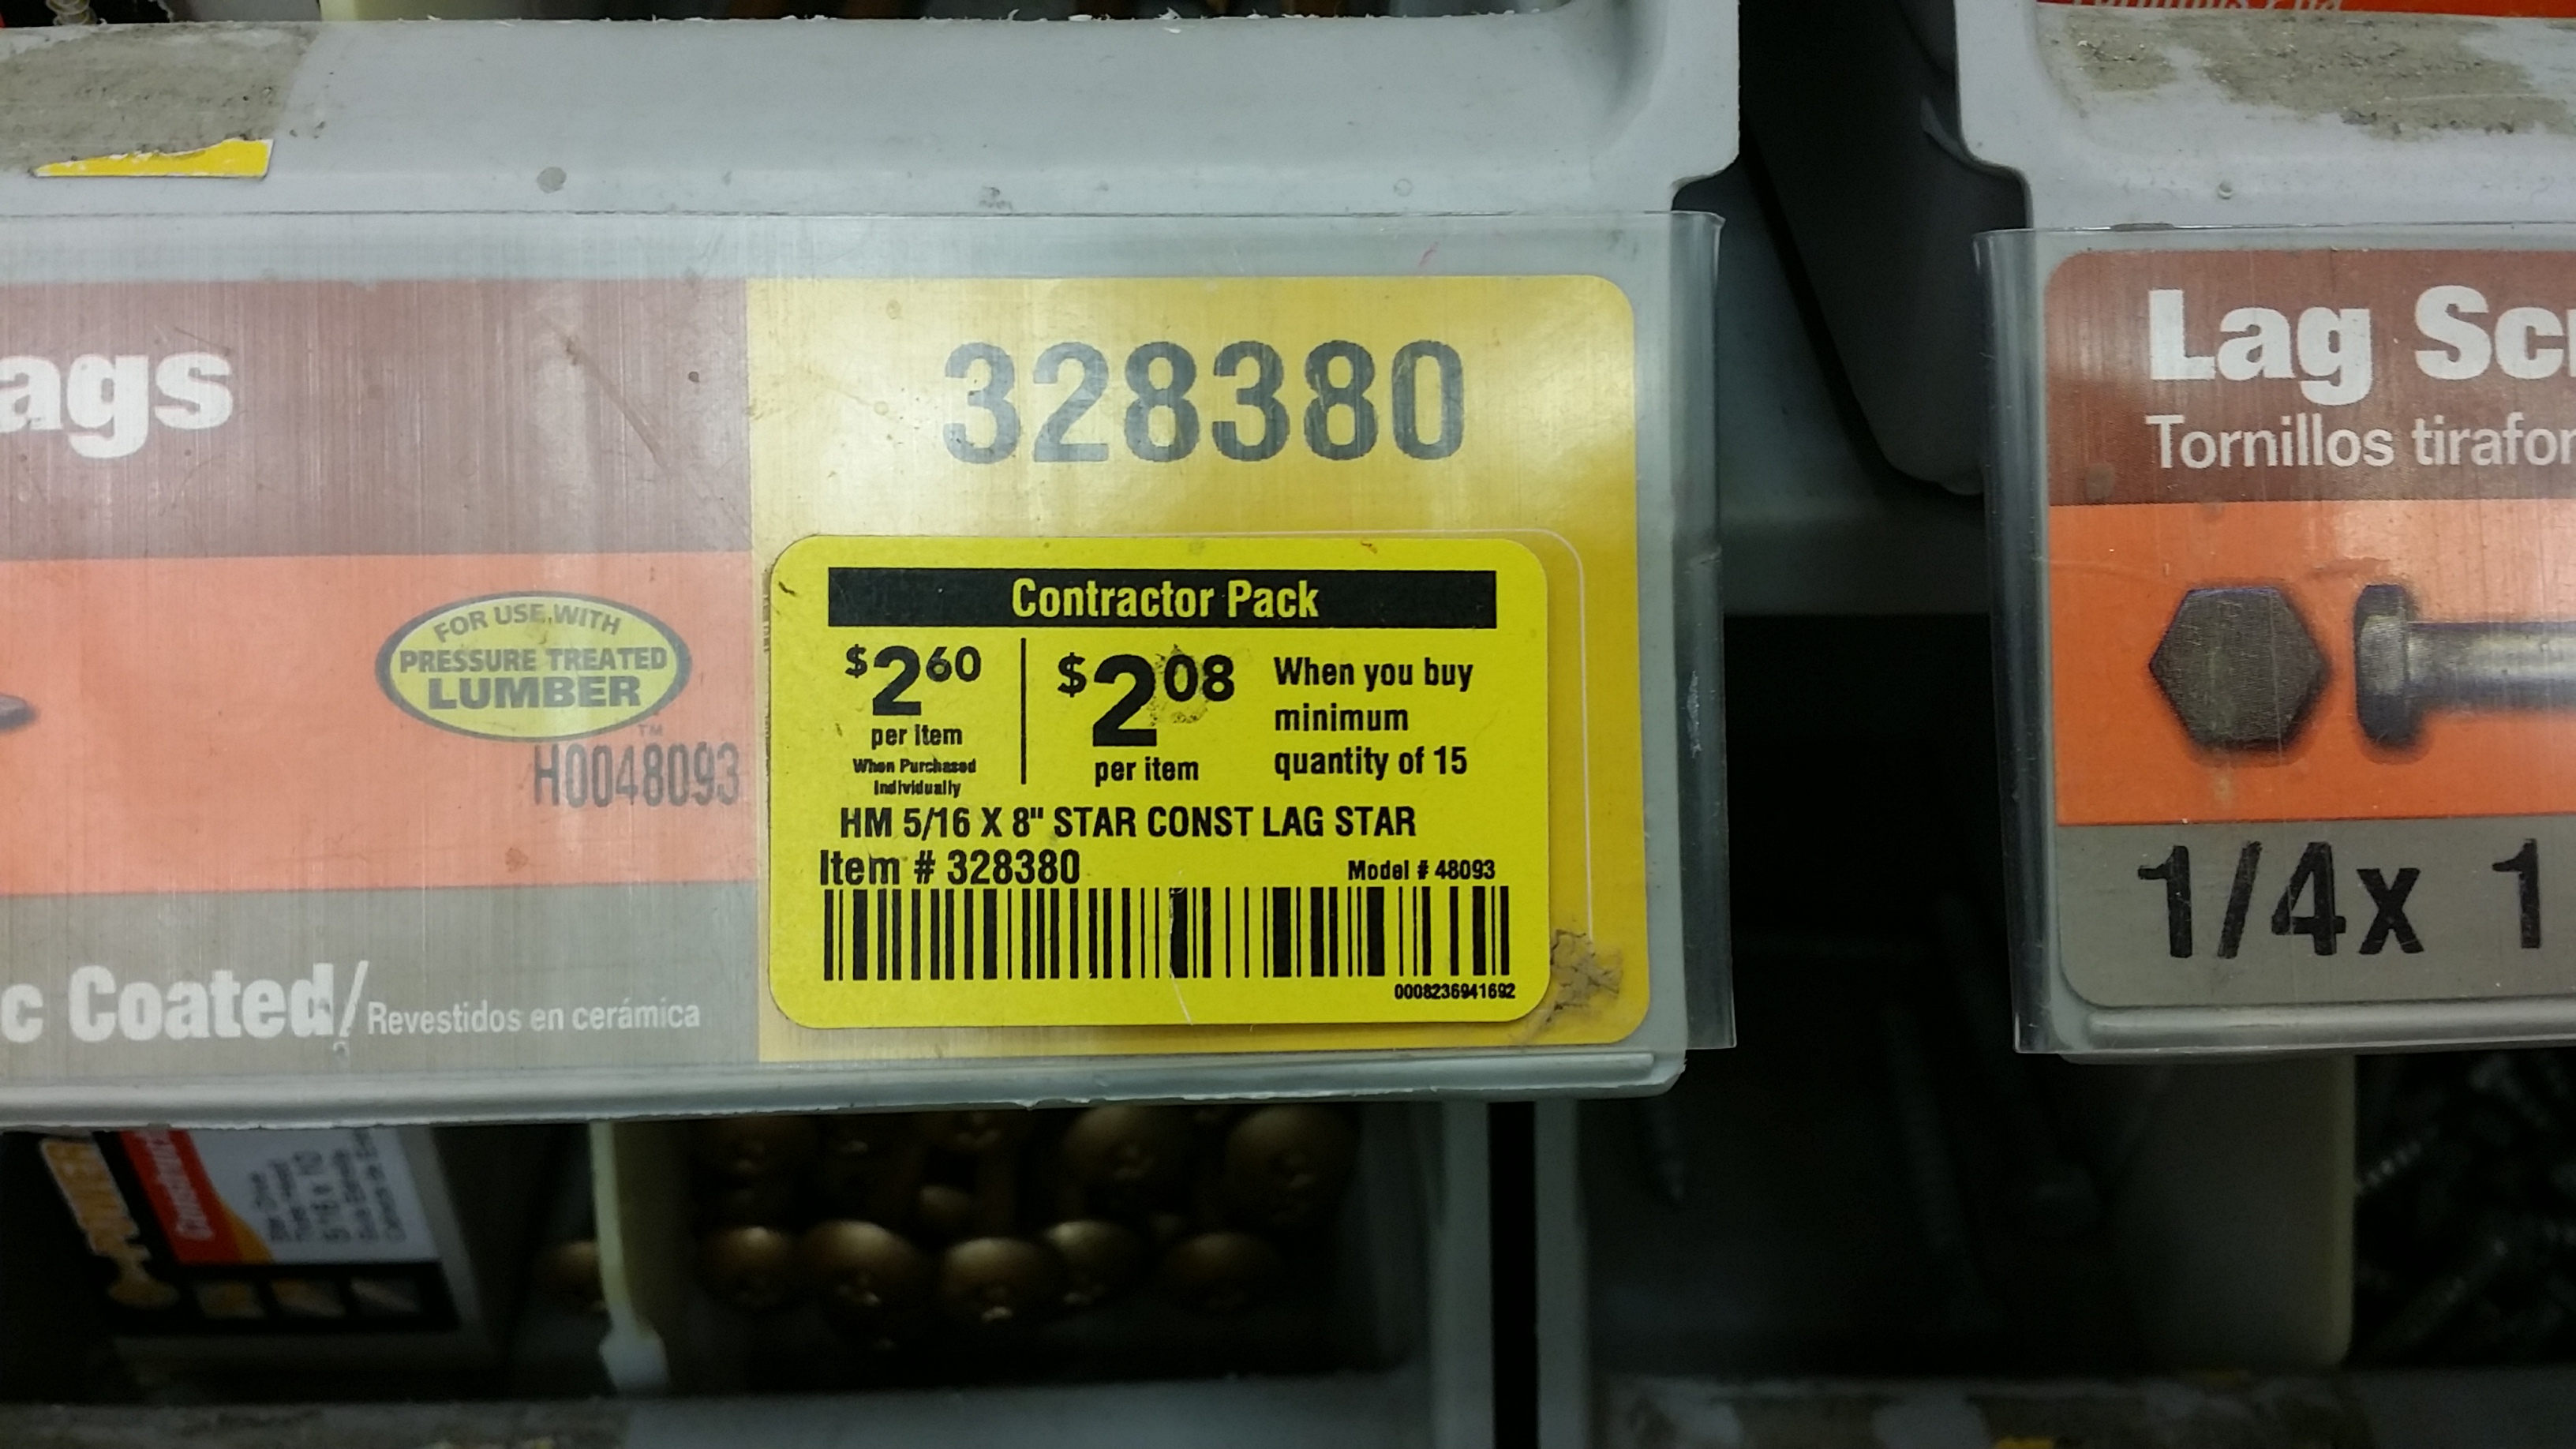 ags
328380
FOR USE WITH
PRESSURE TREATED
LUMBER
TM
H0048093
c Coated/Revestidos en cerámica
Contractor Pack
$2.60
per item
When Purchased
Individually
$2.08
per item
When you buy
minimum
quantity of 15
HM 5/16 X 8" STAR CONST LAG STAR
Item # 328380
Model # 48093
0008236941692
Lag Sc
Tornillos tirafo
1/4x 1